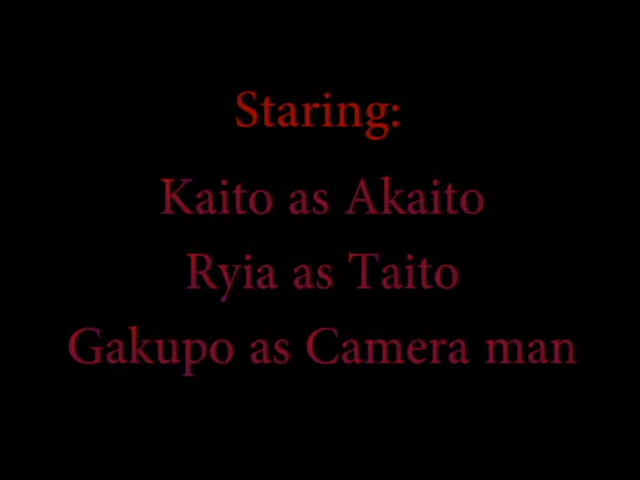 Staring:
Kaito as Akaito
Ryia as Taito
Gakupo as Camera man